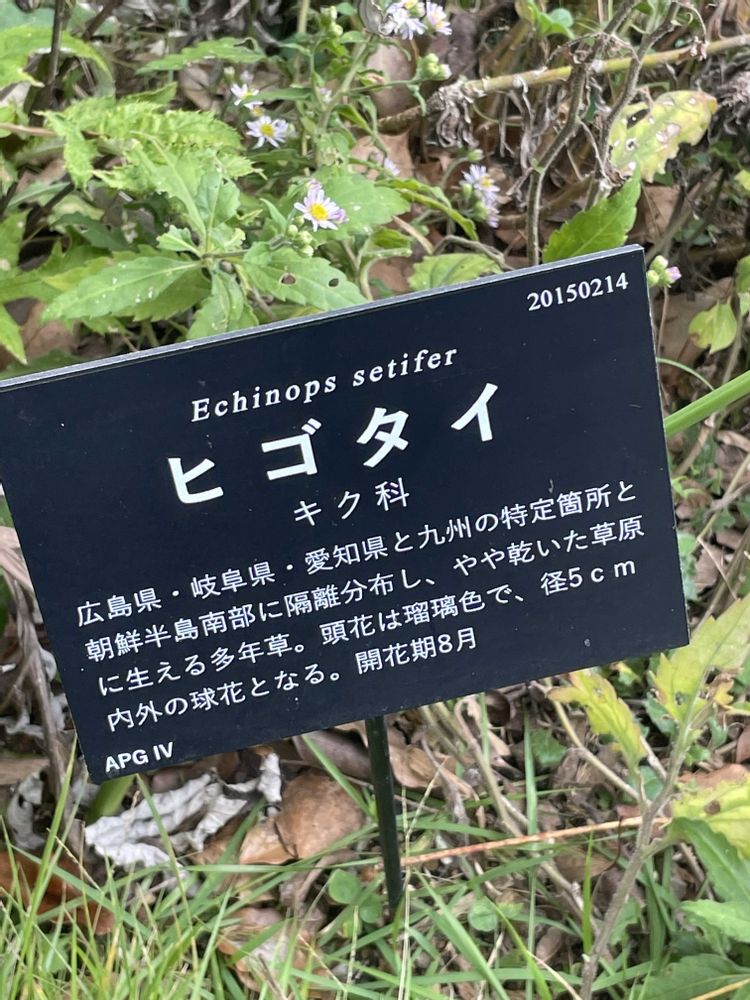 20150214
Echinops setifer
ヒゴタイ
キク科
広島県・岐阜県・愛知県と九州の特定箇所と
朝鮮半島南部に隔離分布し、やや乾いた草原
に生える多年草。頭花は瑠璃色で、径5cm
内外の球花となる。開花期8月
APG IV